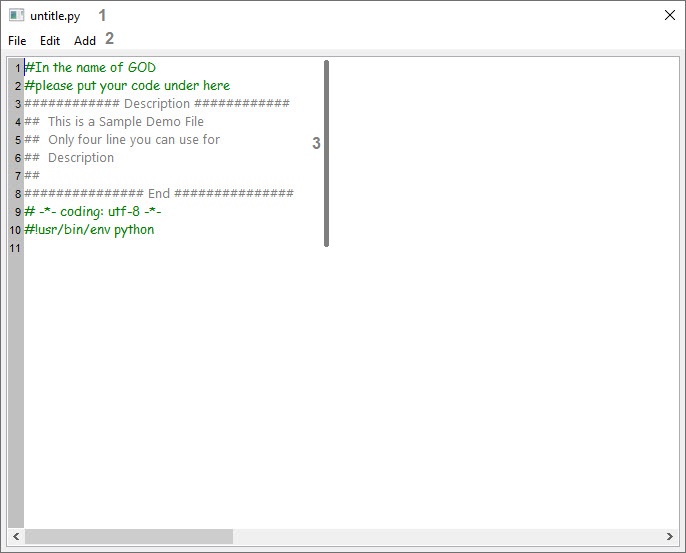 untitle.py 1
File Edit Add 2
1 #In the name of GOD
2 #please put your code under here
3 ############ Description ############
4 ##  This is a Sample Demo File
5 ##  Only four line you can use for 3
6 ##  Description
7 ##
8 ############### End ###############
9 # -*- coding: utf-8 -*-
10 #!usr/bin/env python
11